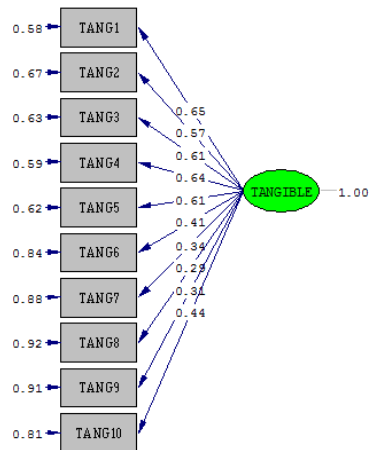 0.58 TANG1
0.67 TANG2
0.65
0.63 TANG3
0.57
0.61
0.59 TANG4
0.64
TANGIBLE 1.00
0.62 TANG5
0.61
0.41
0.84 TANG6
0.34
0.29
0.88 TANG7
0.31
0.44
0.92 TANG8
0.91 TANG9
0.81 TANG10